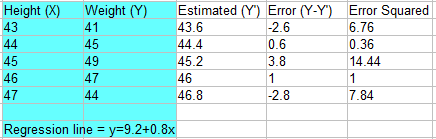 Height (X) Weight (Y) Estimated (Y') Error (Y-Y') Error Squared
43 41 43.6 -2.6 6.76
44 45 44.4 0.6 0.36
45 49 45.2 3.8 14.44
46 47 46 1 1
47 44 46.8 -2.8 7.84
Regression line = y=9.2+0.8x